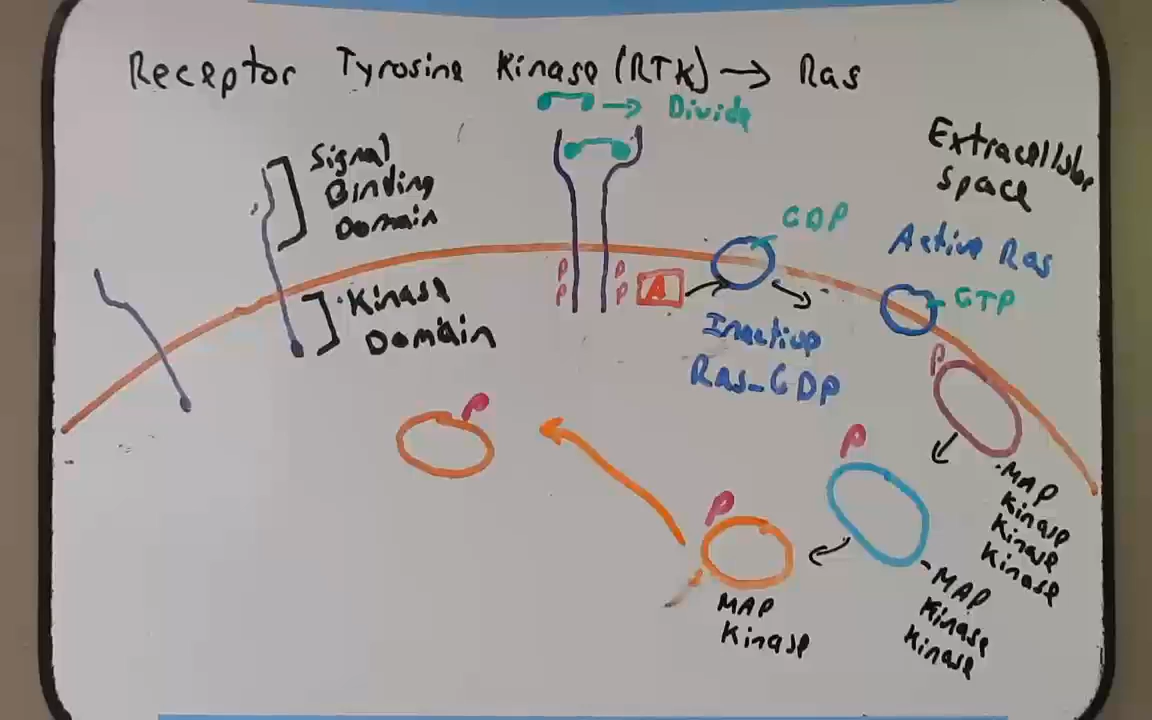 Receptor Tyrosine Kinase (RTK) → Ras
→ Divide
Signal
Binding
Domain
Extracellular
space
Kinase
Domain
P
P
P
P
A
GDP
Inactive
Ras-GDP
Active Ras
GTP
P
MAP
Kinase
Kinase
Kinase
P
MAP
Kinase
Kinase
P
MAP
Kinase
P